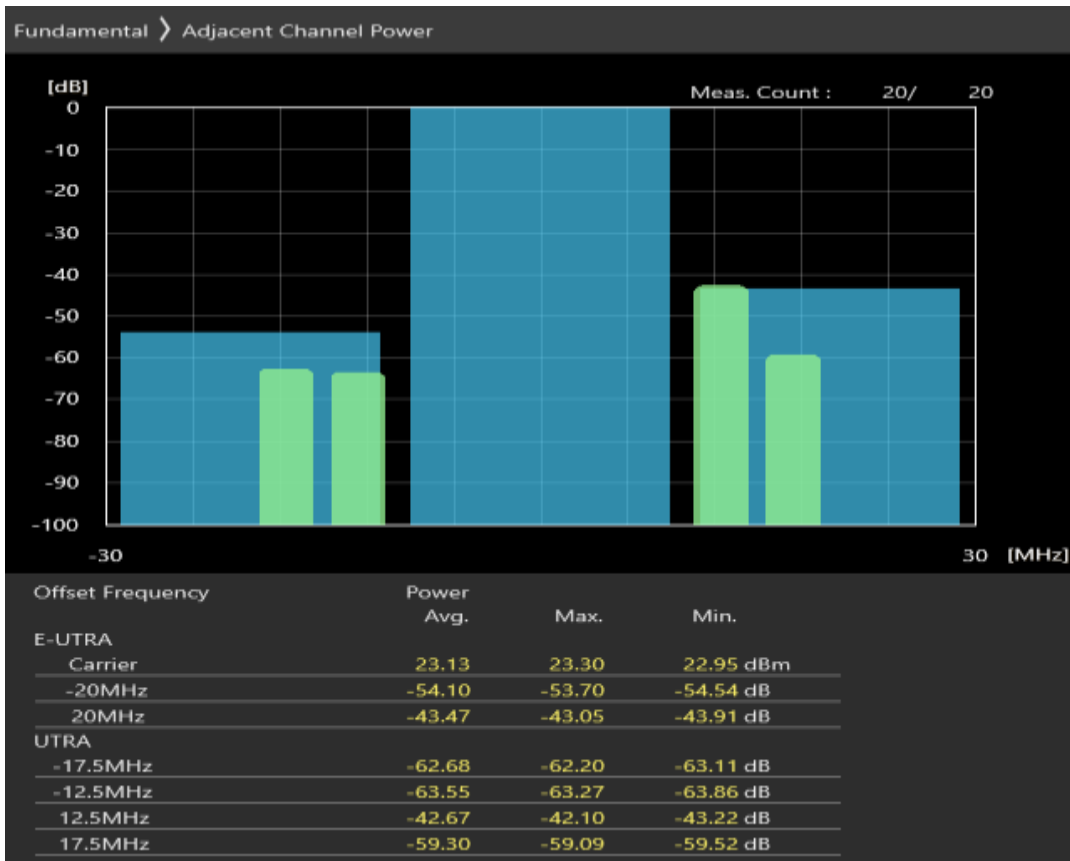 Fundamental 〉 Adjacent Channel Power
[dB]
Meas. Count : 20/ 20
0
-10
-20
-30
-40
-50
-60
-70
-80
-90
-100
-30 30 [MHz]
Offset Frequency Power
Avg. Max. Min.
E-UTRA
Carrier 23.13 23.30 22.95 dBm
-20MHz -54.10 -53.70 -54.54 dB
20MHz -43.47 -43.05 -43.91 dB
UTRA
-17.5MHz -62.68 -62.20 -63.11 dB
-12.5MHz -63.55 -63.27 -63.86 dB
12.5MHz -42.67 -42.10 -43.22 dB
17.5MHz -59.30 -59.09 -59.52 dB